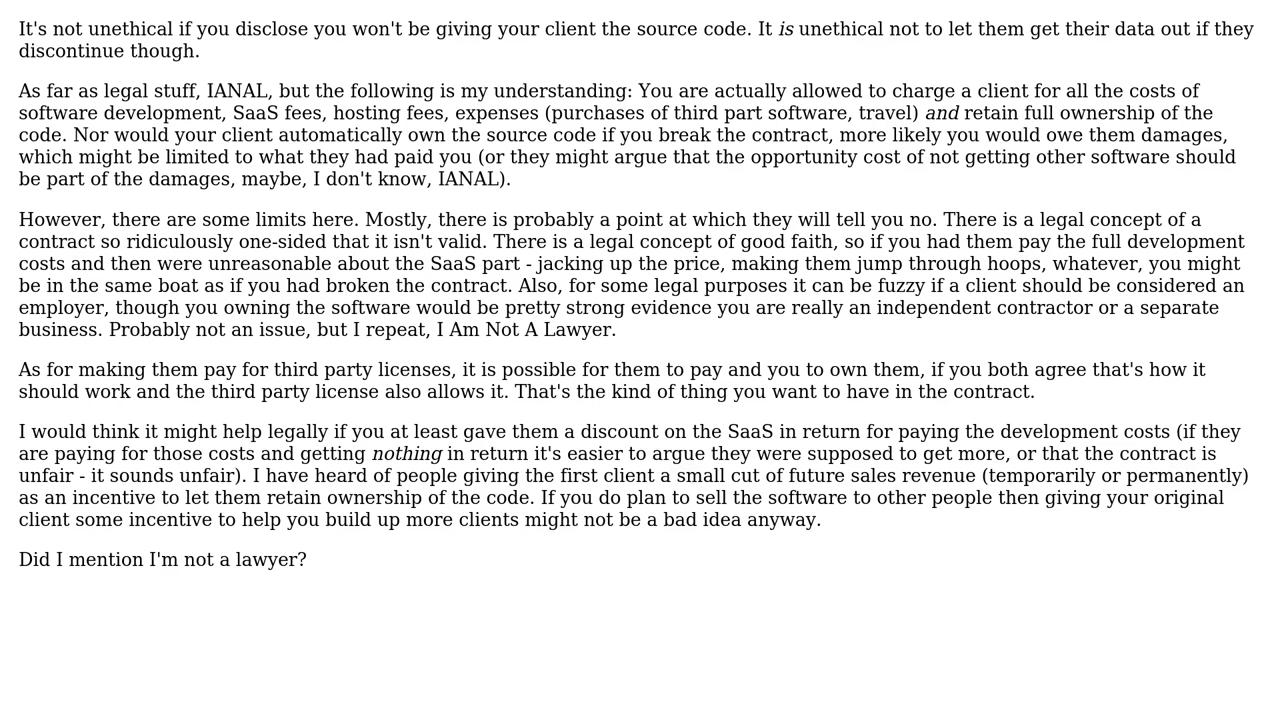 It's not unethical if you disclose you won't be giving your client the source code. It is unethical not to let them get their data out if they
discontinue though.
As far as legal stuff, IANAL, but the following is my understanding: You are actually allowed to charge a client for all the costs of
software development, SaaS fees, hosting fees, expenses (purchases of third part software, travel) and retain full ownership of the
code. Nor would your client automatically own the source code if you break the contract, more likely you would owe them damages,
which might be limited to what they had paid you (or they might argue that the opportunity cost of not getting other software should
be part of the damages, maybe, I don't know, IANAL).
However, there are some limits here. Mostly, there is probably a point at which they will tell you no. There is a legal concept of a
contract so ridiculously one-sided that it isn't valid. There is a legal concept of good faith, so if you had them pay the full development
costs and then were unreasonable about the SaaS part - jacking up the price, making them jump through hoops, whatever, you might
be in the same boat as if you had broken the contract. Also, for some legal purposes it can be fuzzy if a client should be considered an
employer, though you owning the software would be pretty strong evidence you are really an independent contractor or a separate
business. Probably not an issue, but I repeat, I Am Not A Lawyer.
As for making them pay for third party licenses, it is possible for them to pay and you to own them, if you both agree that's how it
should work and the third party license also allows it. That's the kind of thing you want to have in the contract.
I would think it might help legally if you at least gave them a discount on the SaaS in return for paying the development costs (if they
are paying for those costs and getting nothing in return it's easier to argue they were supposed to get more, or that the contract is
unfair - it sounds unfair). I have heard of people giving the first client a small cut of future sales revenue (temporarily or permanently)
as an incentive to let them retain ownership of the code. If you do plan to sell the software to other people then giving your original
client some incentive to help you build up more clients might not be a bad idea anyway.
Did I mention I'm not a lawyer?